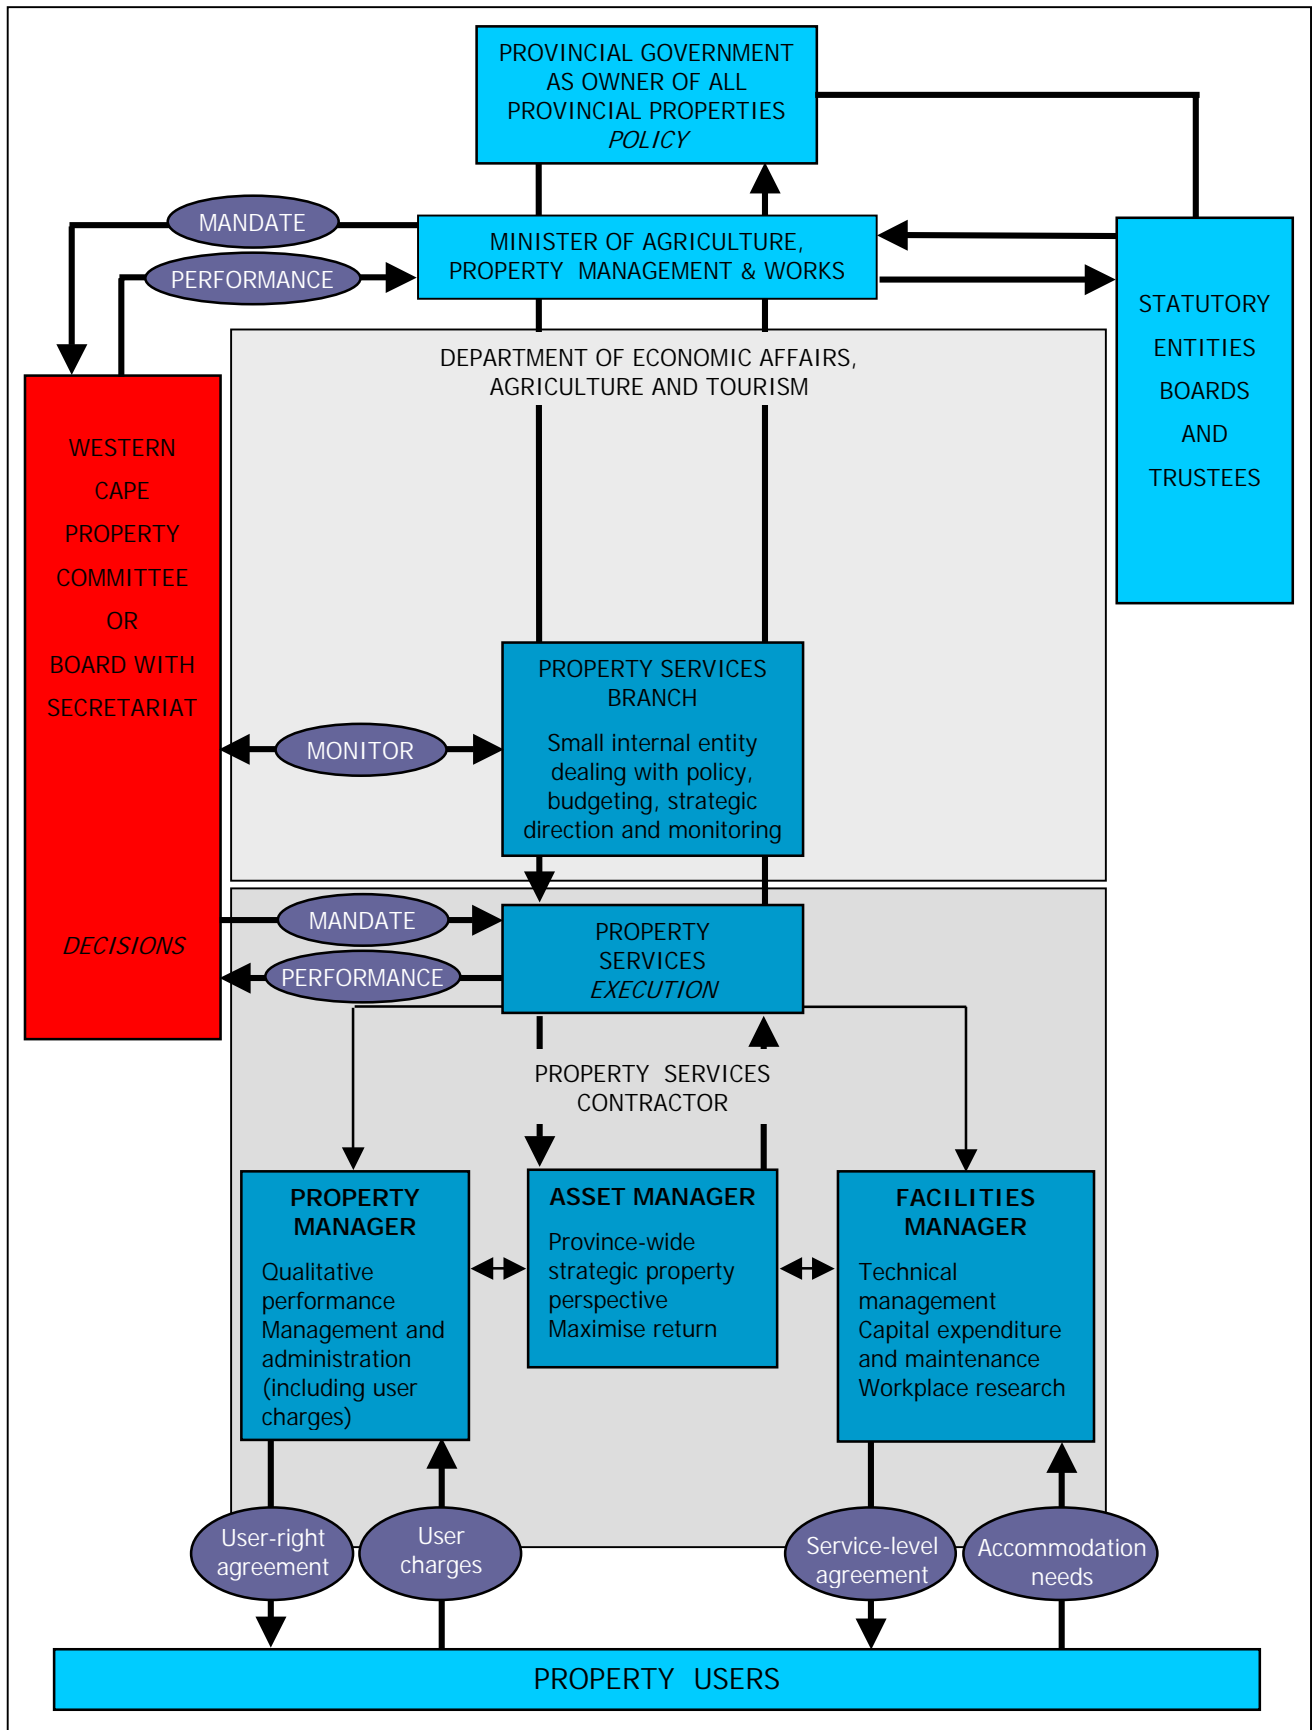 PROVINCIAL GOVERNMENT
AS OWNER OF ALL
PROVINCIAL PROPERTIES
POLICY
MANDATE
PERFORMANCE
MINISTER OF AGRICULTURE,
PROPERTY MANAGEMENT & WORKS
STATUTORY
ENTITIES
BOARDS
AND
TRUSTEES
DEPARTMENT OF ECONOMIC AFFAIRS,
AGRICULTURE AND TOURISM
WESTERN
CAPE
PROPERTY
COMMITTEE
OR
BOARD WITH
SECRETARIAT
DECISIONS
PROPERTY SERVICES
BRANCH
Small internal entity
dealing with policy,
budgeting, strategic
direction and monitoring
MONITOR
MANDATE
PERFORMANCE
PROPERTY
SERVICES
EXECUTION
PROPERTY SERVICES
CONTRACTOR
PROPERTY
MANAGER
Qualitative
performance
Management and
administration
(including user
charges)
ASSET MANAGER
Province-wide
strategic property
perspective
Maximise return
FACILITIES
MANAGER
Technical
management
Capital expenditure
and maintenance
Workplace research
User-right
agreement
User
charges
Service-level
agreement
Accommodation
needs
PROPERTY USERS